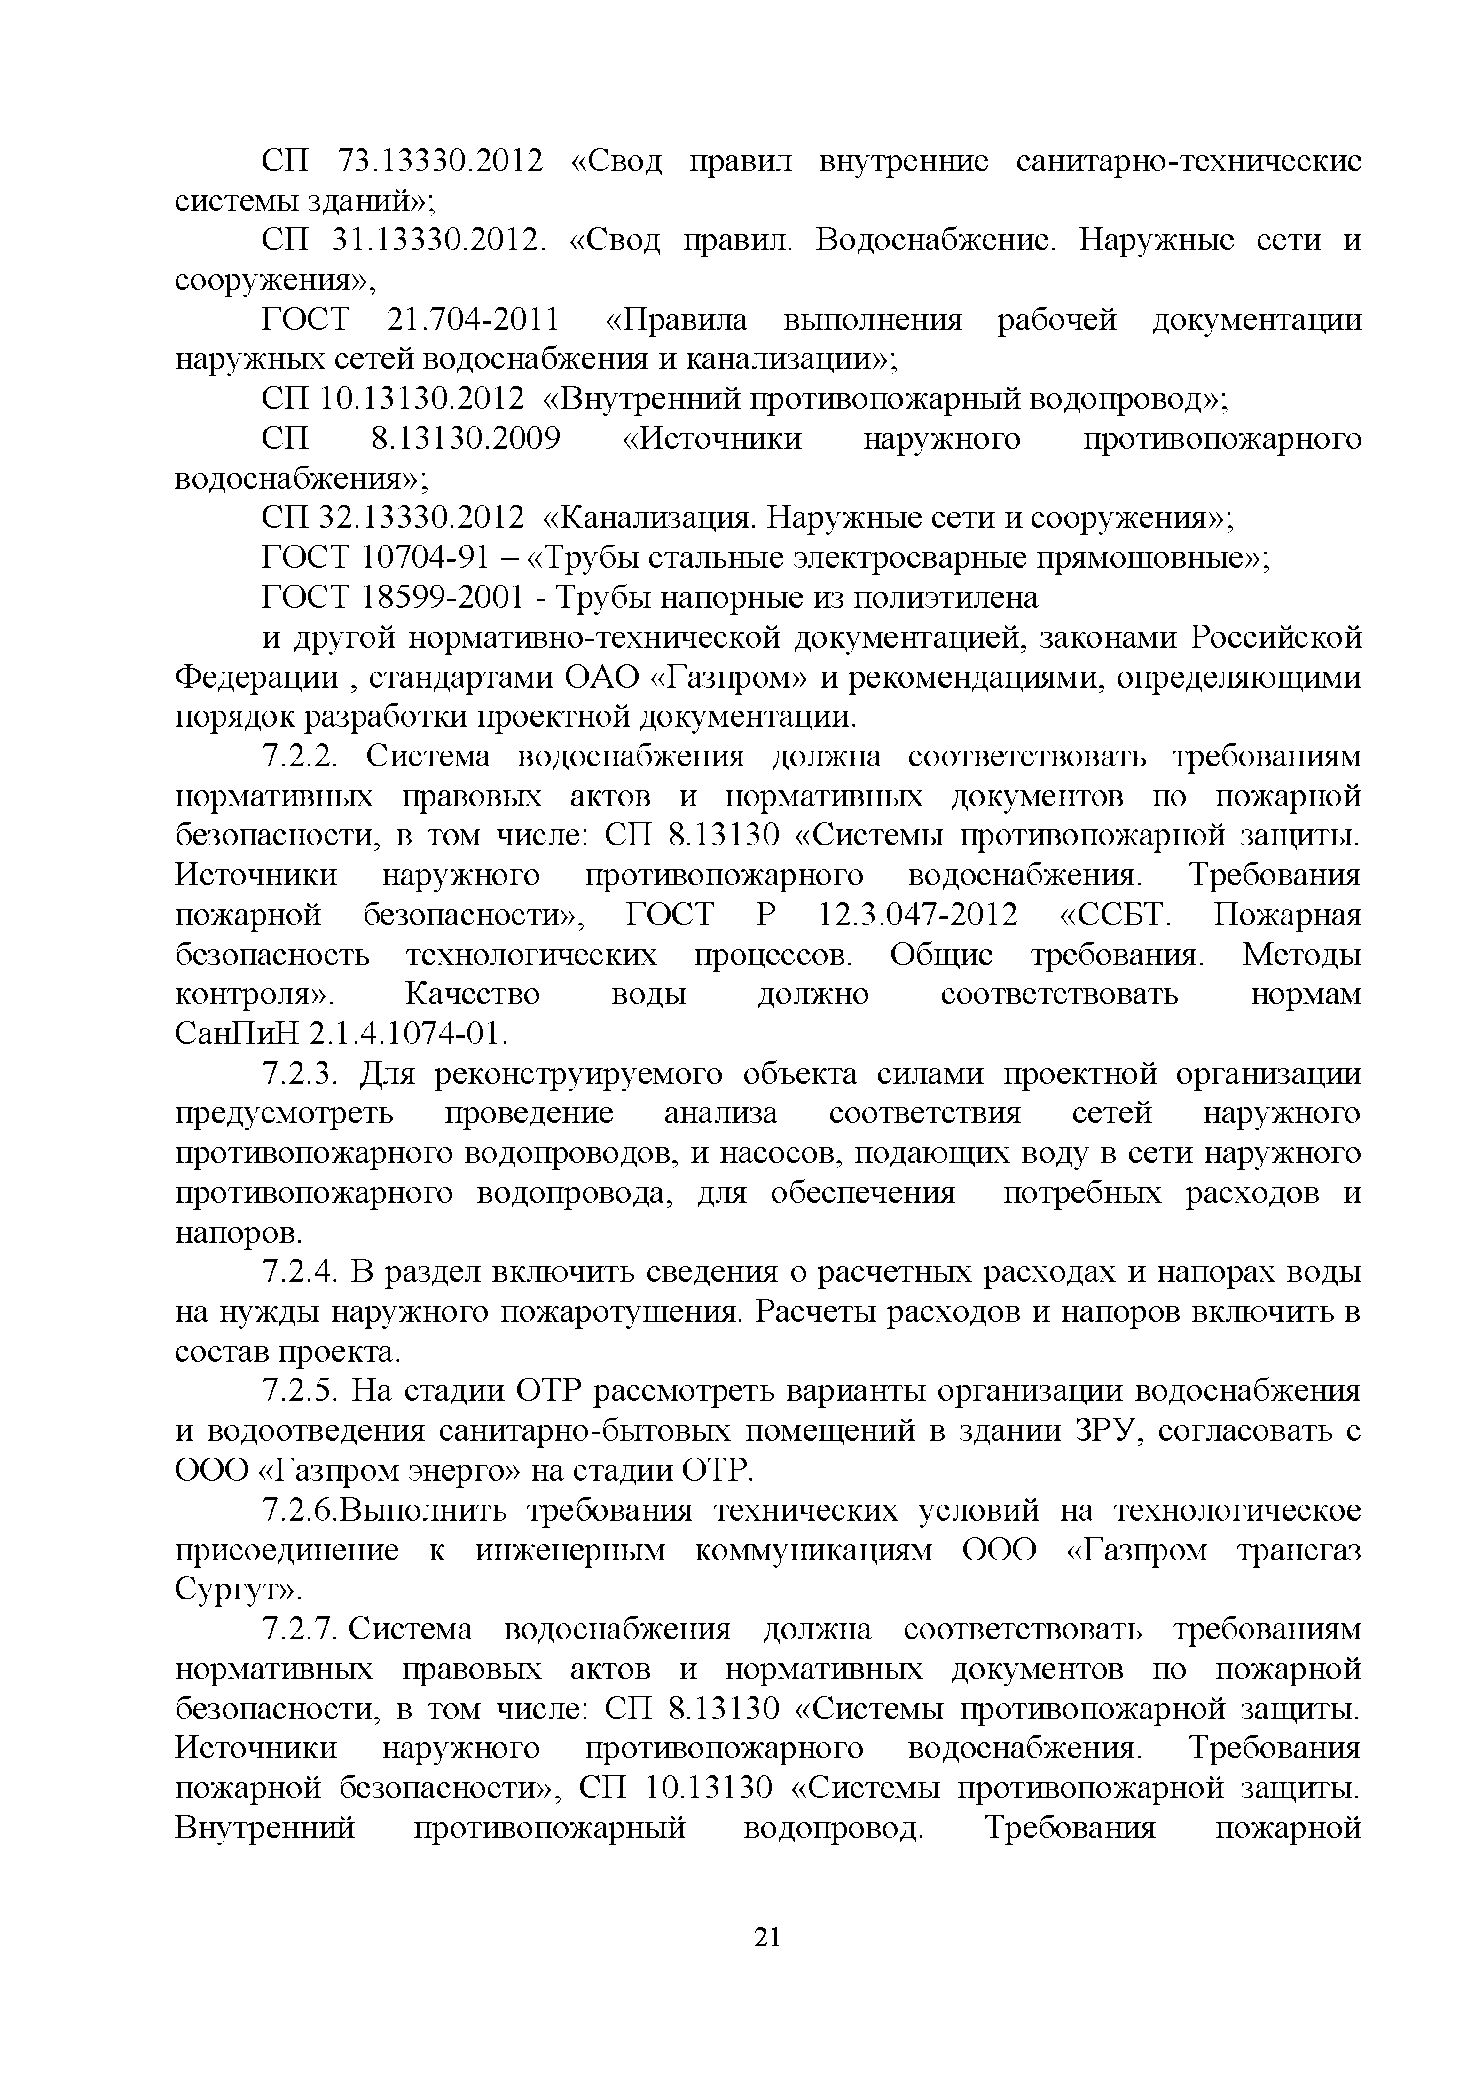 СП 73.13330.2012 «Свод правил внутренние санитарно-технические
системы зданий»;
СП 31.13330.2012. «Свод правил. Водоснабжение. Наружные сети и
сооружения»,
ГОСТ 21.704-2011 «Правила выполнения рабочей документации
наружных сетей водоснабжения и канализации»;
СП 10.13130.2012 «Внутренний противопожарный водопровод»;
СП 8.13130.2009 «Источники наружного противопожарного
водоснабжения»;
СП 32.13330.2012 «Канализация. Наружные сети и сооружения»;
ГОСТ 10704-91 – «Трубы стальные электросварные прямошовные»;
ГОСТ 18599-2001 - Трубы напорные из полиэтилена
и другой нормативно-технической документацией, законами Российской
Федерации , стандартами ОАО «Газпром» и рекомендациями, определяющими
порядок разработки проектной документации.
7.2.2. Система водоснабжения должна соответствовать требованиям
нормативных правовых актов и нормативных документов по пожарной
безопасности, в том числе: СП 8.13130 «Системы противопожарной защиты.
Источники наружного противопожарного водоснабжения. Требования
пожарной безопасности», ГОСТ Р 12.3.047-2012 «ССБТ. Пожарная
безопасность технологических процессов. Общие требования. Методы
контроля». Качество воды должно соответствовать нормам
СанПиН 2.1.4.1074-01.
7.2.3. Для реконструируемого объекта силами проектной организации
предусмотреть проведение анализа соответствия сетей наружного
противопожарного водопроводов, и насосов, подающих воду в сети наружного
противопожарного водопровода, для обеспечения потребных расходов и
напоров.
7.2.4. В раздел включить сведения о расчетных расходах и напорах воды
на нужды наружного пожаротушения. Расчеты расходов и напоров включить в
состав проекта.
7.2.5. На стадии ОТР рассмотреть варианты организации водоснабжения
и водоотведения санитарно-бытовых помещений в здании ЗРУ, согласовать с
ООО «Газпром энерго» на стадии ОТР.
7.2.6.Выполнить требования технических условий на технологическое
присоединение к инженерным коммуникациям ООО «Газпром трансгаз
Сургут».
7.2.7. Система водоснабжения должна соответствовать требованиям
нормативных правовых актов и нормативных документов по пожарной
безопасности, в том числе: СП 8.13130 «Системы противопожарной защиты.
Источники наружного противопожарного водоснабжения. Требования
пожарной безопасности», СП 10.13130 «Системы противопожарной защиты.
Внутренний противопожарный водопровод. Требования пожарной
21